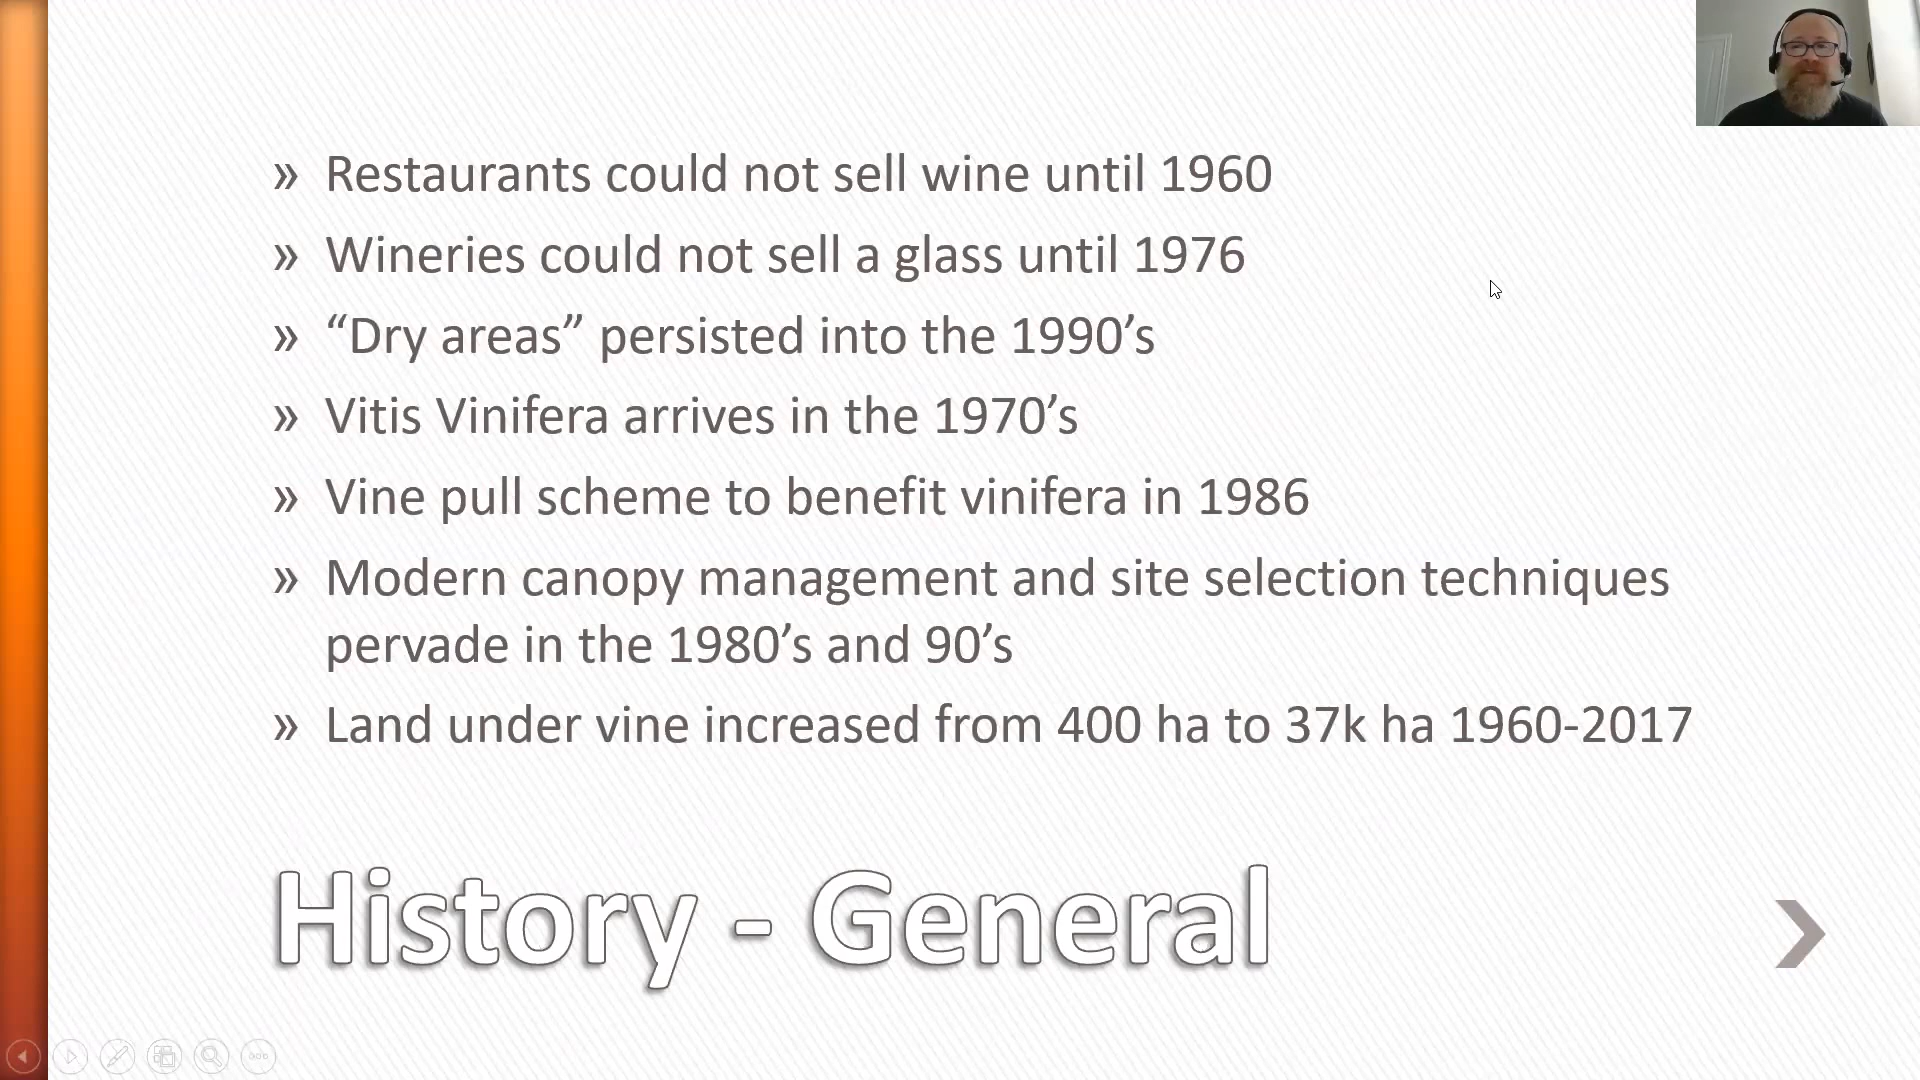 » Restaurants could not sell wine until 1960
» Wineries could not sell a glass until 1976
» “Dry areas” persisted into the 1990’s
» Vitis Vinifera arrives in the 1970’s
» Vine pull scheme to benefit vinifera in 1986
» Modern canopy management and site selection techniques
pervade in the 1980’s and 90’s
» Land under vine increased from 400 ha to 37k ha 1960-2017
History - General